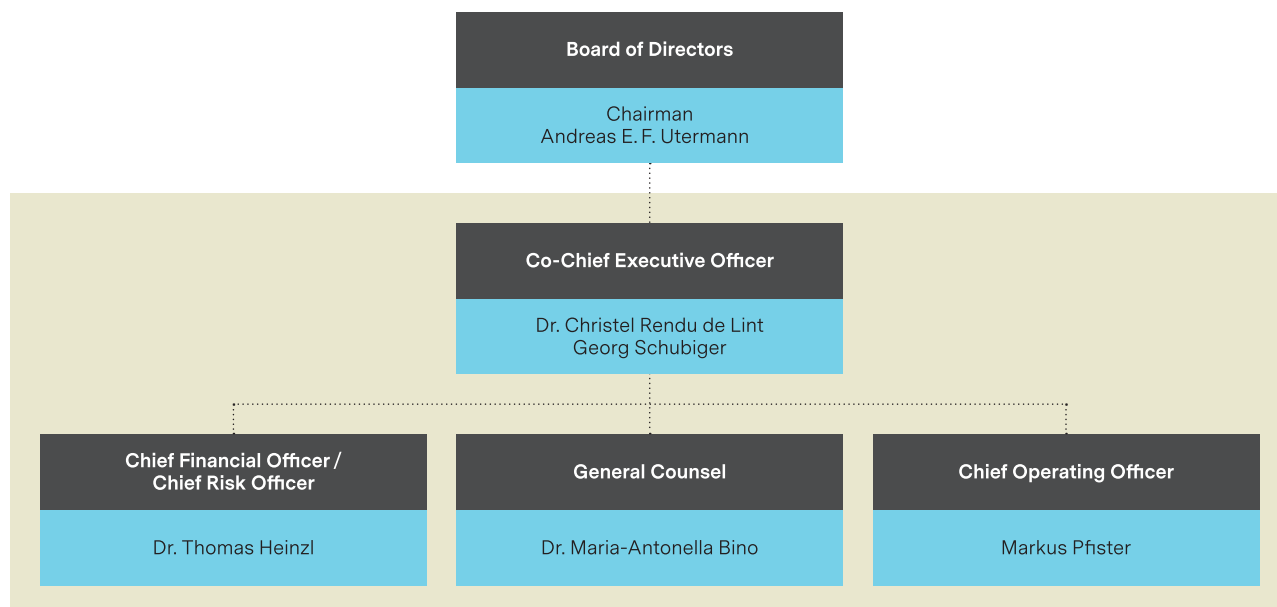 Board of Directors
Chairman
Andreas E. F. Utermann
Co-Chief Executive Officer
Dr. Christel Rendu de Lint
Georg Schubiger
Chief Financial Officer /
Chief Risk Officer
Dr. Thomas Heinzl
General Counsel
Dr. Maria-Antonella Bino
Chief Operating Officer
Markus Pfister